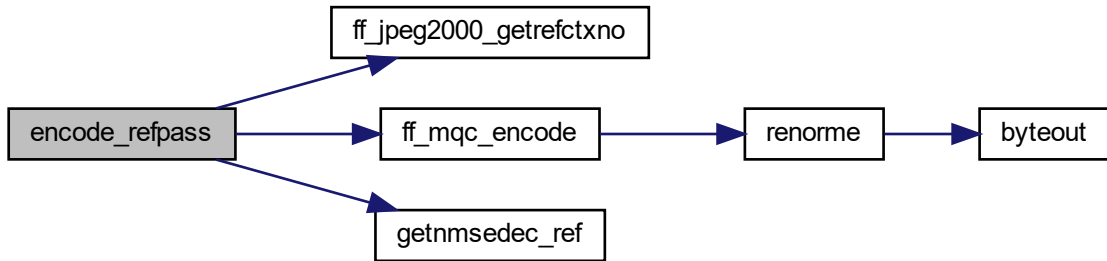 ff_jpeg2000_getrefctxno
encode_refpass
ff_mqc_encode
renorme
byteout
getnmsedec_ref